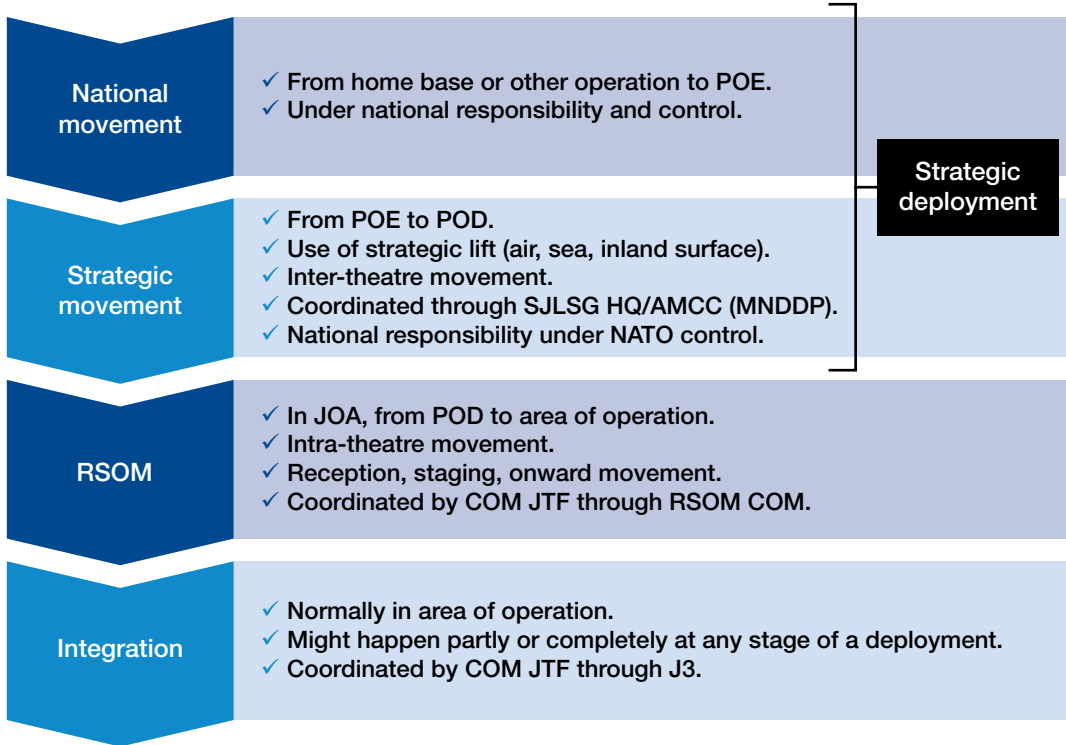 National
movement
✓ From home base or other operation to POE.
✓ Under national responsibility and control.
Strategic
deployment
Strategic
movement
✓ From POE to POD.
✓ Use of strategic lift (air, sea, inland surface).
✓ Inter-theatre movement.
✓ Coordinated through SJLSG HQ/AMCC (MNDDP).
✓ National responsibility under NATO control.
RSOM
✓ In JOA, from POD to area of operation.
✓ Intra-theatre movement.
✓ Reception, staging, onward movement.
✓ Coordinated by COM JTF through RSOM COM.
Integration
✓ Normally in area of operation.
✓ Might happen partly or completely at any stage of a deployment.
✓ Coordinated by COM JTF through J3.